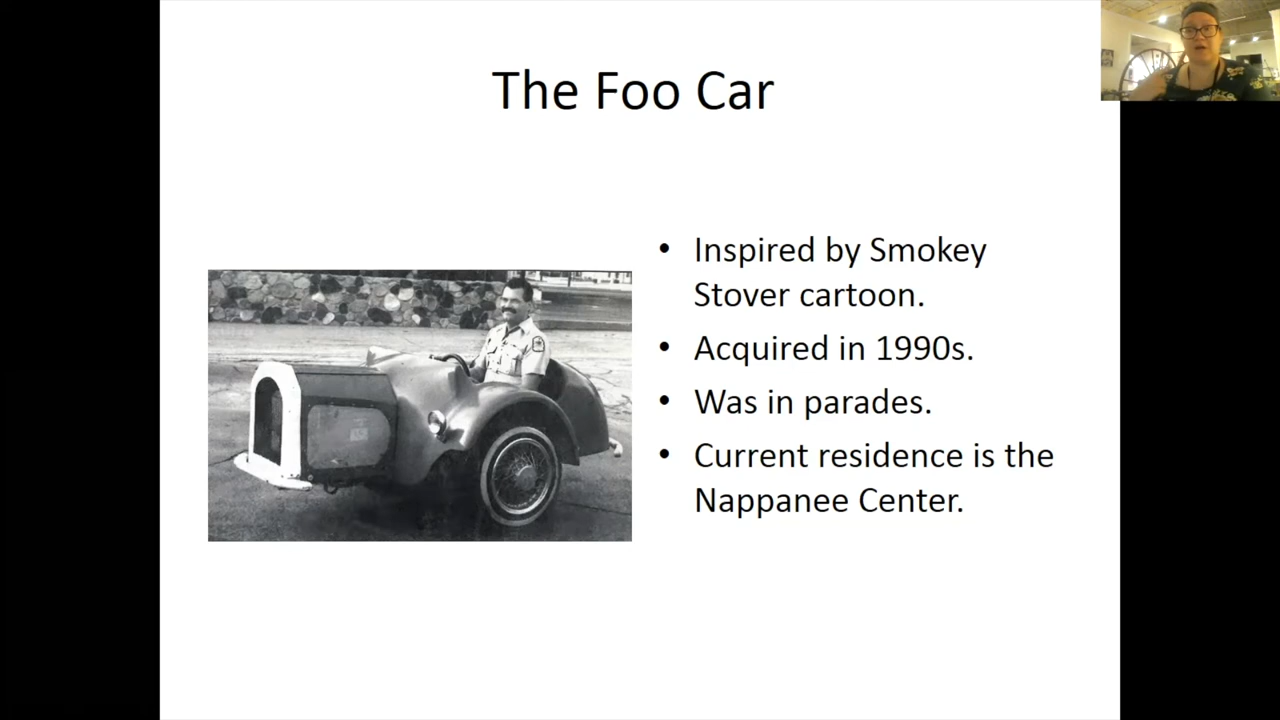 The Foo Car
• Inspired by Smokey
Stover cartoon.
• Acquired in 1990s.
• Was in parades.
• Current residence is the
Nappanee Center.